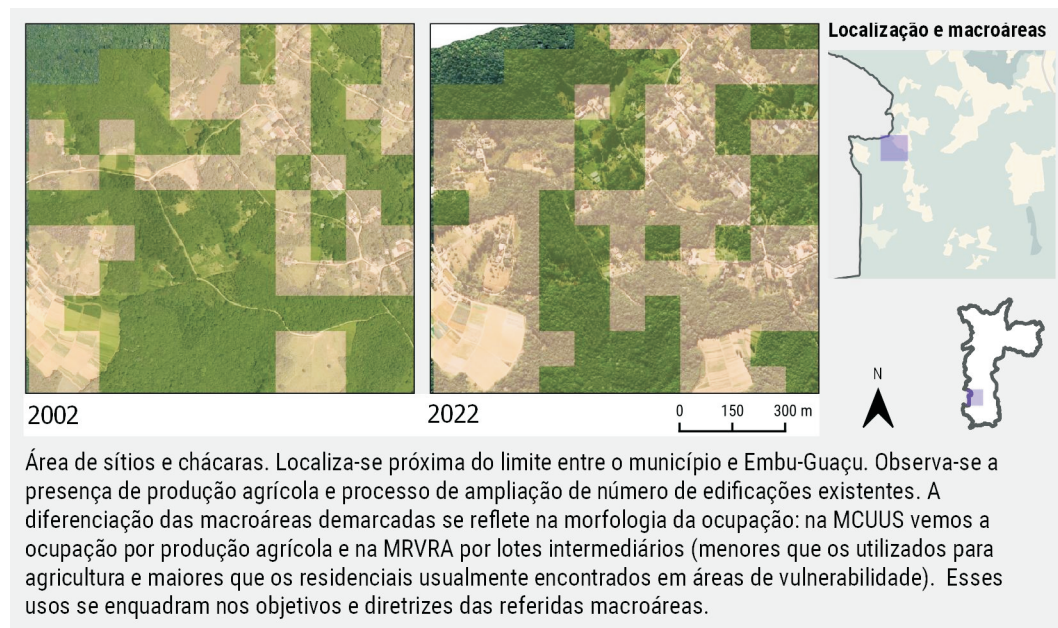 Localização e macroáreas
2002
2022
0 150 300 m
N
Área de sítios e chácaras. Localiza-se próxima do limite entre o município e Embu-Guaçu. Observa-se a
presença de produção agrícola e processo de ampliação de número de edificações existentes. A
diferenciação das macroáreas demarcadas se reflete na morfologia da ocupação: na MCUUS vemos a
ocupação por produção agrícola e na MRVRA por lotes intermediários (menores que os utilizados para
agricultura e maiores que os residenciais usualmente encontrados em áreas de vulnerabilidade). Esses
usos se enquadram nos objetivos e diretrizes das referidas macroáreas.